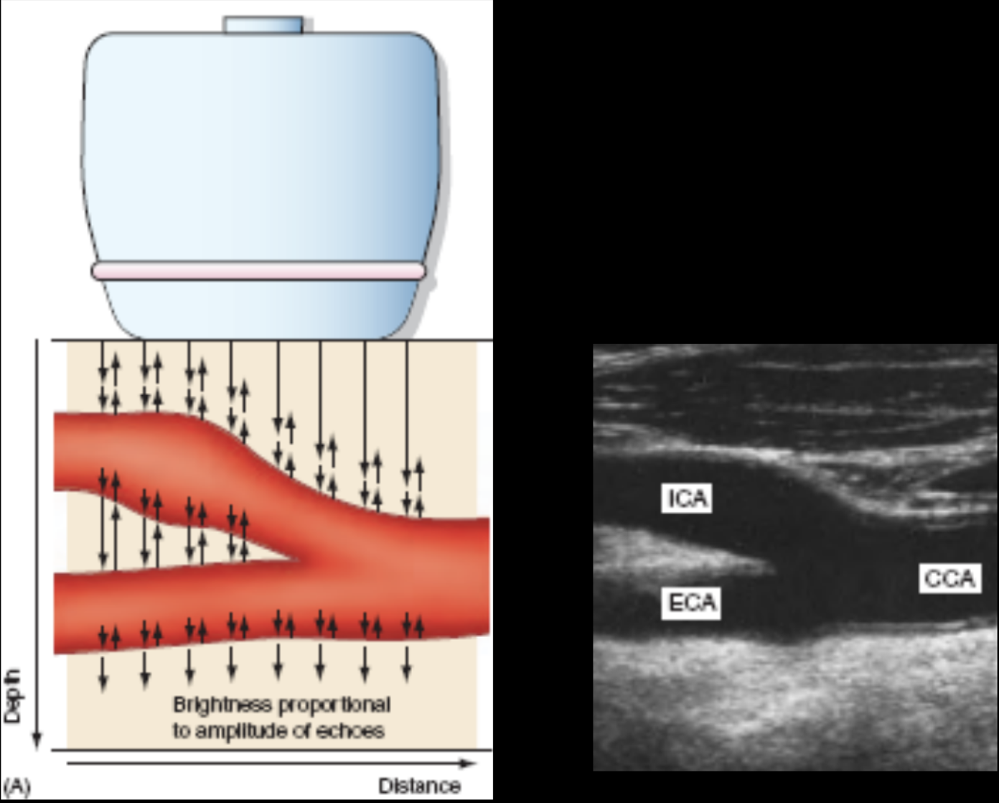 Depth
Brightness proportional
to amplitude of echoes
(A)
Distance
ICA
CCA
ECA